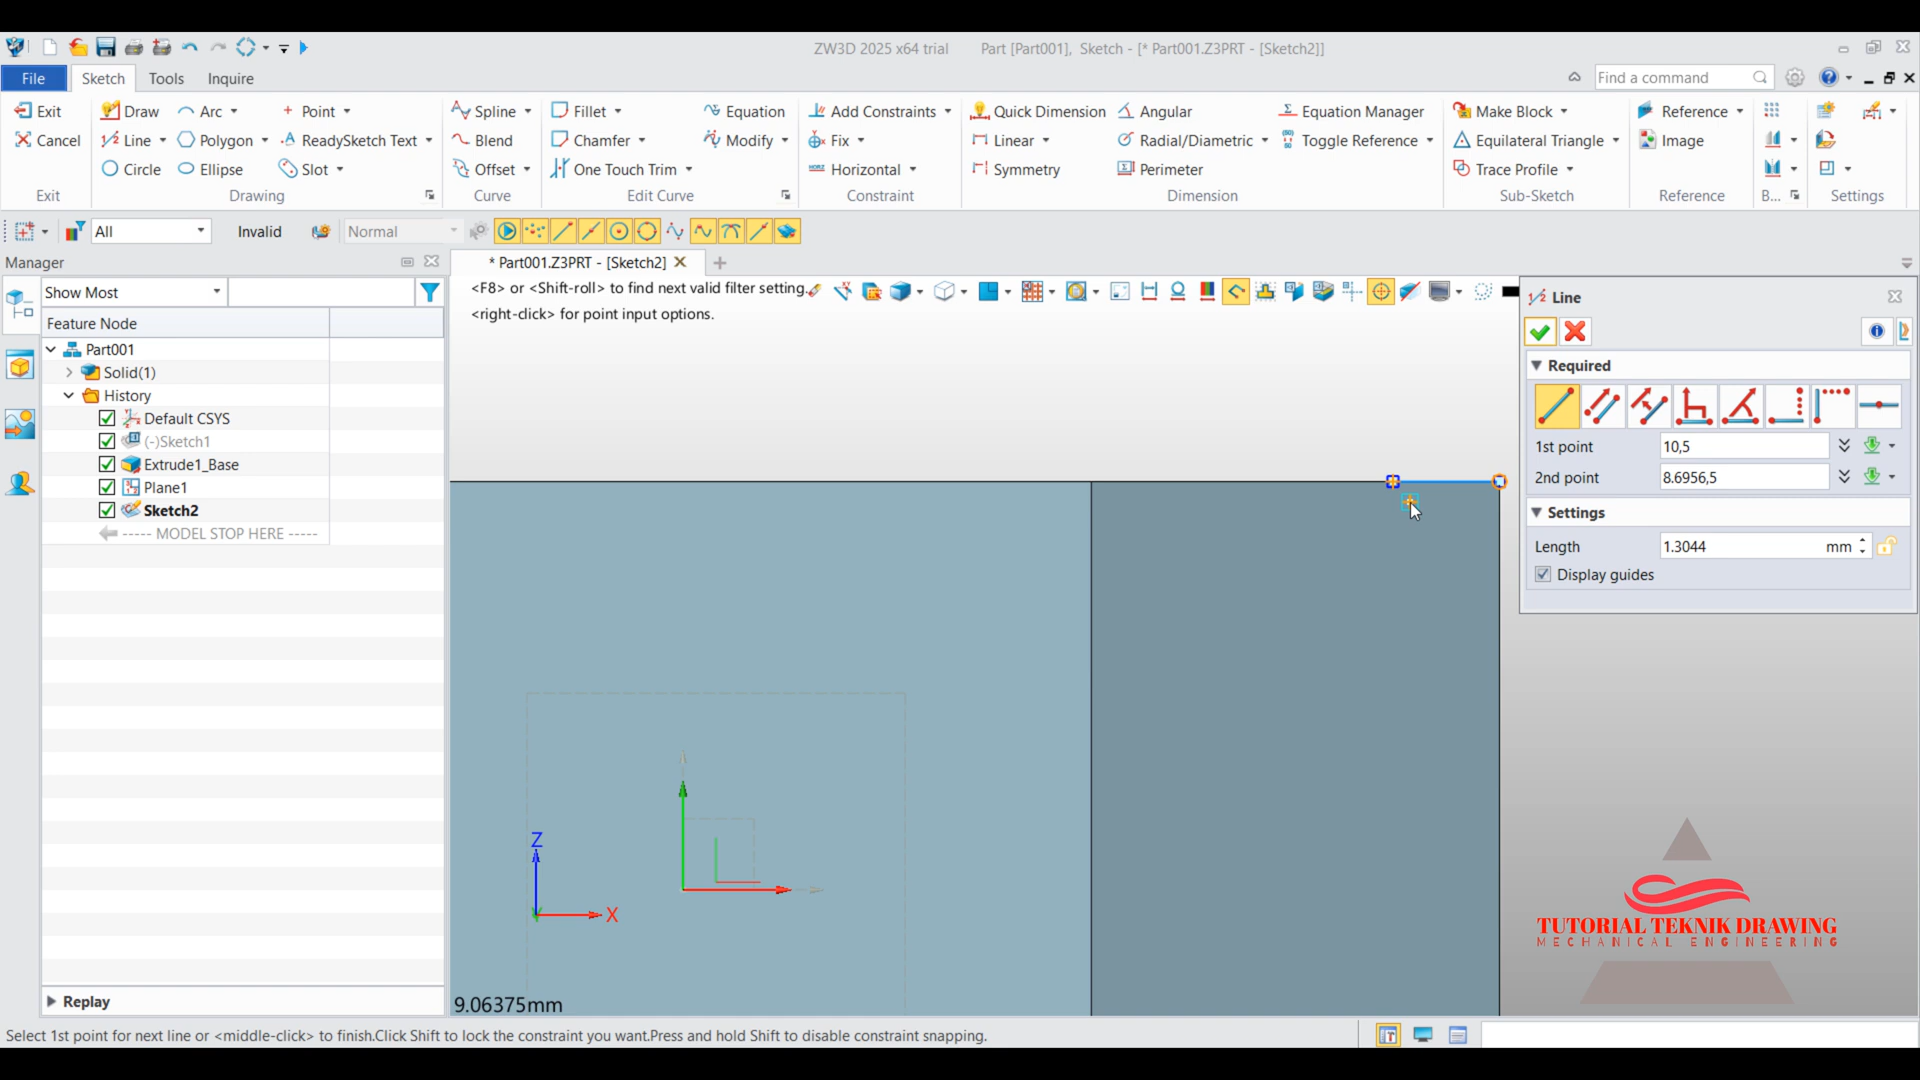 ZW3D 2025 x64 trial Part [Part001], Sketch - [* Part001.Z3PRT - [Sketch2]]
File Sketch Tools Inquire Find a command
Exit Draw Arc Point Spline Fillet Equation Add Constraints Quick Dimension Angular Equation Manager Make Block Reference
Cancel Line Polygon ReadySketch Text Blend Chamfer Modify Fix Linear Radial/Diametric Toggle Reference Equilateral Triangle Image
Circle Ellipse Slot Offset One Touch Trim Horizontal Symmetry Perimeter Trace Profile
Exit Drawing Curve Edit Curve Constraint Dimension Sub-Sketch Reference B... Settings
All Invalid Normal
Manager * Part001.Z3PRT - [Sketch2]
Show Most
<F8> or <Shift-roll> to find next valid filter setting.
<right-click> for point input options.
Feature Node
Part001
Solid(1)
History
Default CSYS
(-)Sketch1
Extrude1_Base
Plane1
Sketch2
----- MODEL STOP HERE -----
Replay
Line
Required
1st point 10,5
2nd point 8.6956,5
Settings
Length 1.3044 mm
Display guides
Z
X
TUTORIAL TEKNIK DRAWING
MECHANICAL ENGINEERING
9.06375mm
Select 1st point for next line or <middle-click> to finish.Click Shift to lock the constraint you want.Press and hold Shift to disable constraint snapping.